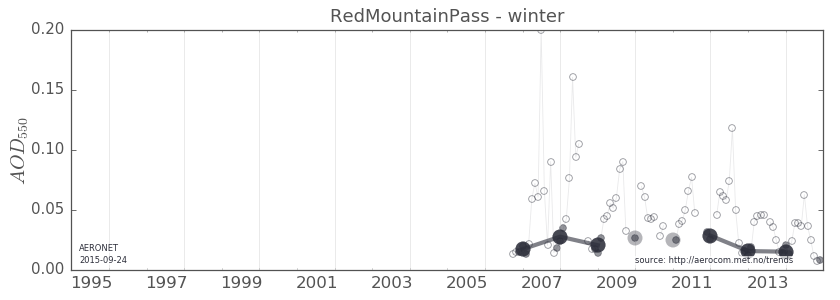 RedMountainPass - winter
0.20
0.15
0.10
0.05
0.00
AOD550
AERONET
2015-09-24
source: http://aerocom.met.no/trends
1995 1997 1999 2001 2003 2005 2007 2009 2011 2013